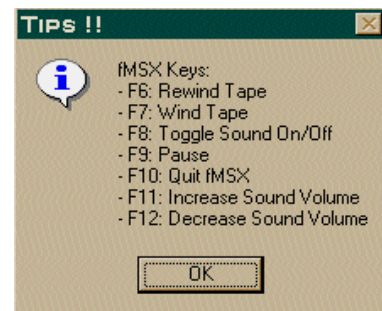 TIPS !!
fMSX Keys:
- F6: Rewind Tape
- F7: Wind Tape
- F8: Toggle Sound On/Off
- F9: Pause
- F10: Quit fMSX
- F11: Increase Sound Volume
- F12: Decrease Sound Volume
OK